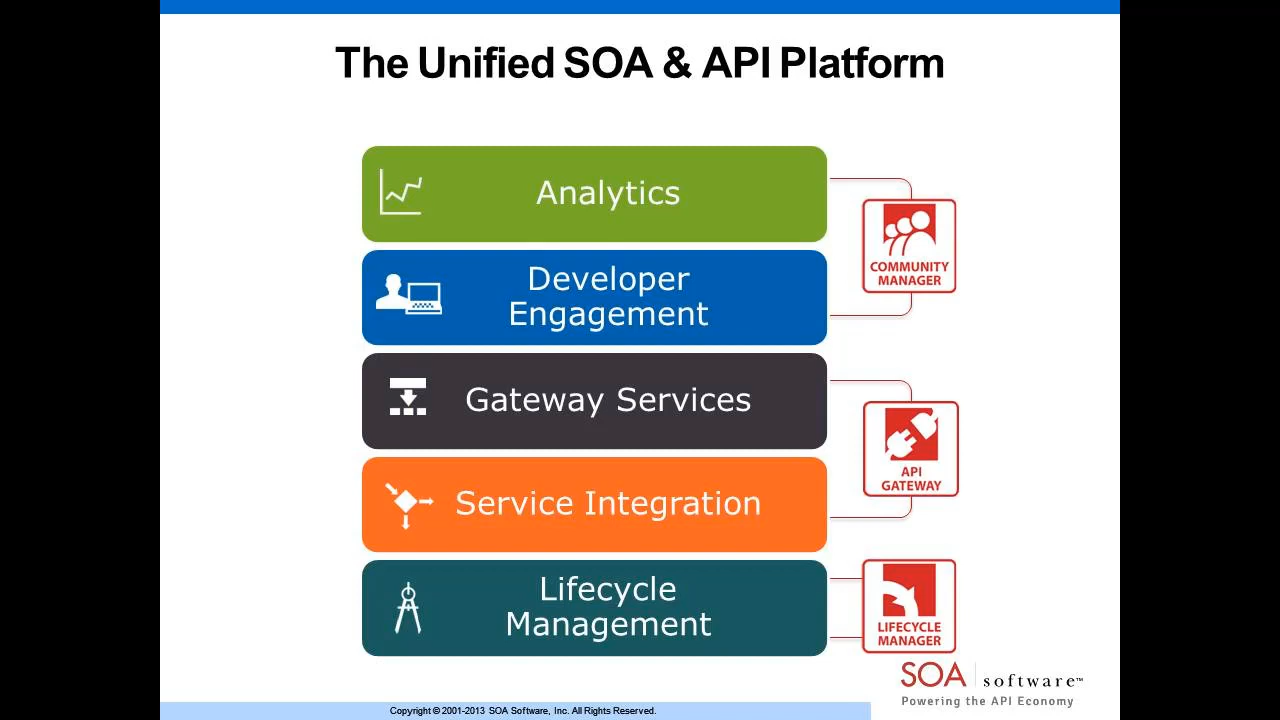 The Unified SOA & API Platform
Analytics
COMMUNITY
MANAGER
Developer
Engagement
Gateway Services
API
GATEWAY
Service Integration
Lifecycle
Management
LIFECYCLE
MANAGER
SOA software™
Powering the API Economy
Copyright © 2001-2013 SOA Software, Inc. All Rights Reserved.